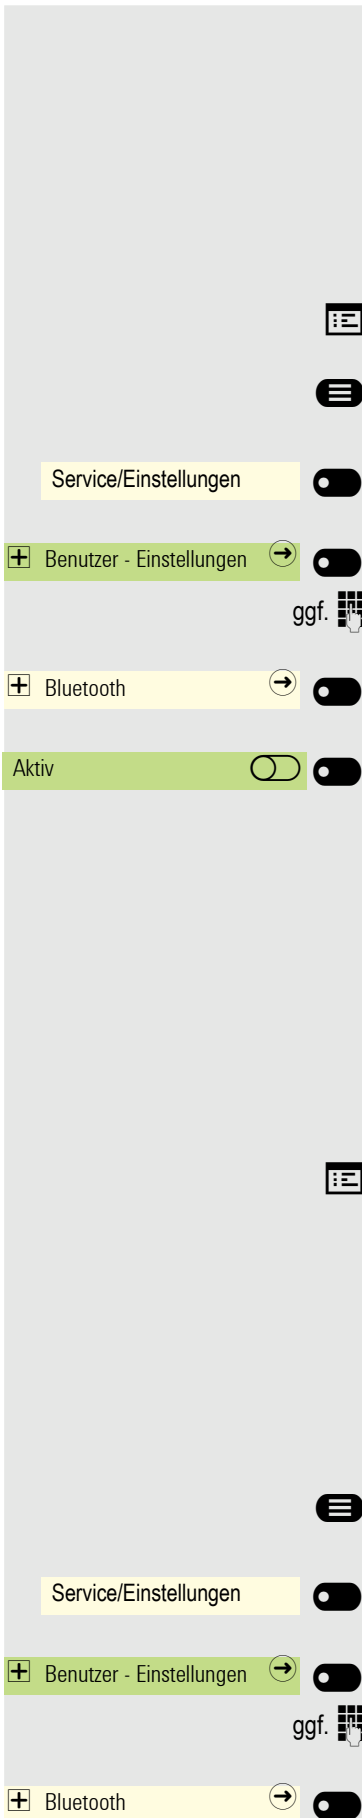 Service/Einstellungen
Benutzer - Einstellungen
ggf.
Bluetooth
Aktiv
Service/Einstellungen
Benutzer - Einstellungen
ggf.
Bluetooth